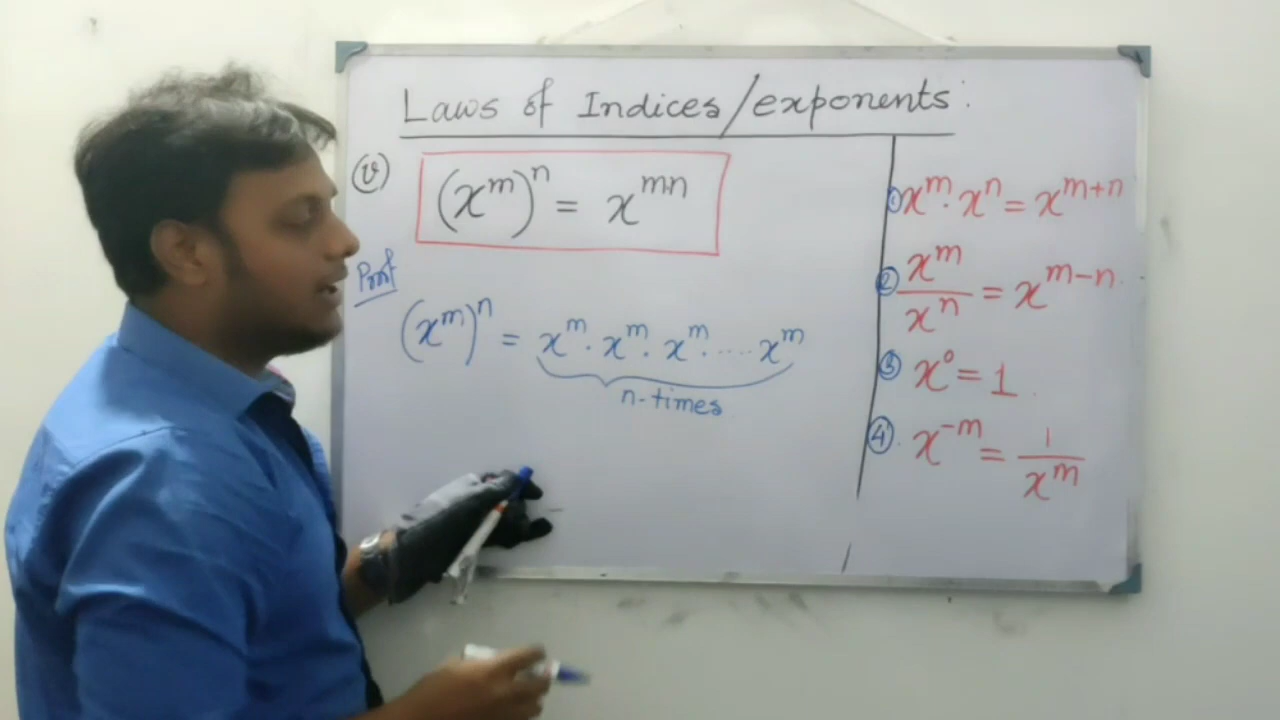 Laws of Indices/exponents:
(v) (x^m)^n = x^{mn}
Proof
(x^m)^n = x^m . x^m . x^m . .... x^m
n-times
① x^m . x^n = x^{m+n}
② x^m / x^n = x^{m-n}
③ x^0 = 1
④ x^{-m} = 1 / x^m